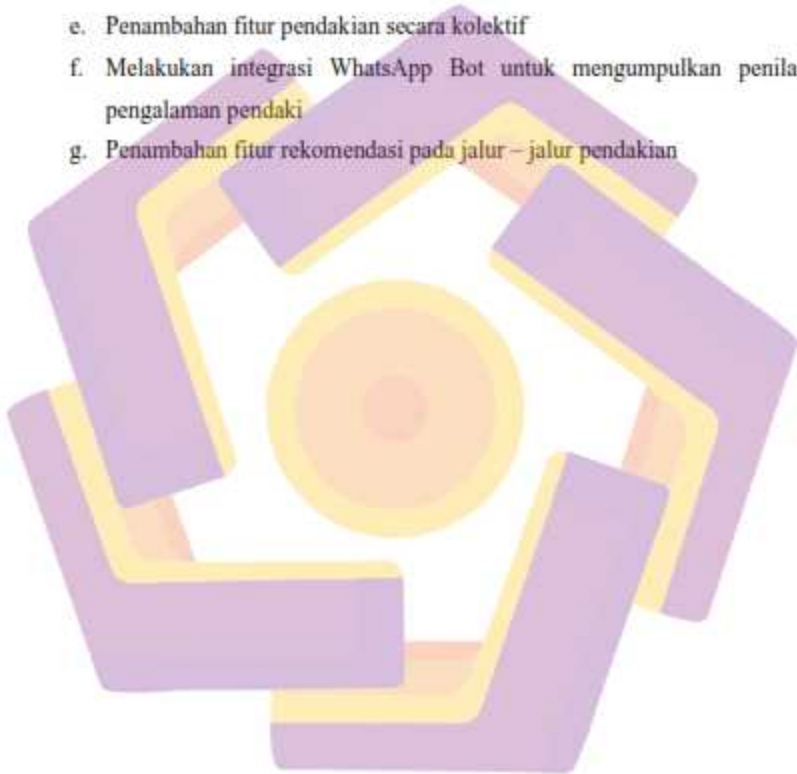 e. Penambahan fitur pendakian secara kolektif
f. Melakukan integrasi WhatsApp Bot untuk mengumpulkan penila
pengalaman pendaki
g. Penambahan fitur rekomendasi pada jalur – jalur pendakian